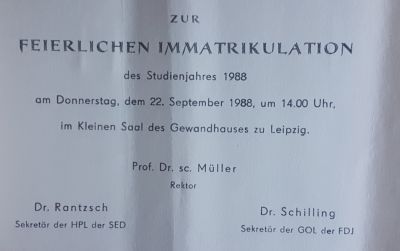 ZUR
FEIERLICHEN IMMATRIKULATION
des Studienjahres 1988
am Donnerstag, dem 22. September 1988, um 14.00 Uhr,
im Kleinen Saal des Gewandhauses zu Leipzig.
Prof. Dr. sc. Müller
Rektor
Dr. Rantzsch
Sekretär der HPL der SED
Dr. Schilling
Sekretär der GOL der FDJ